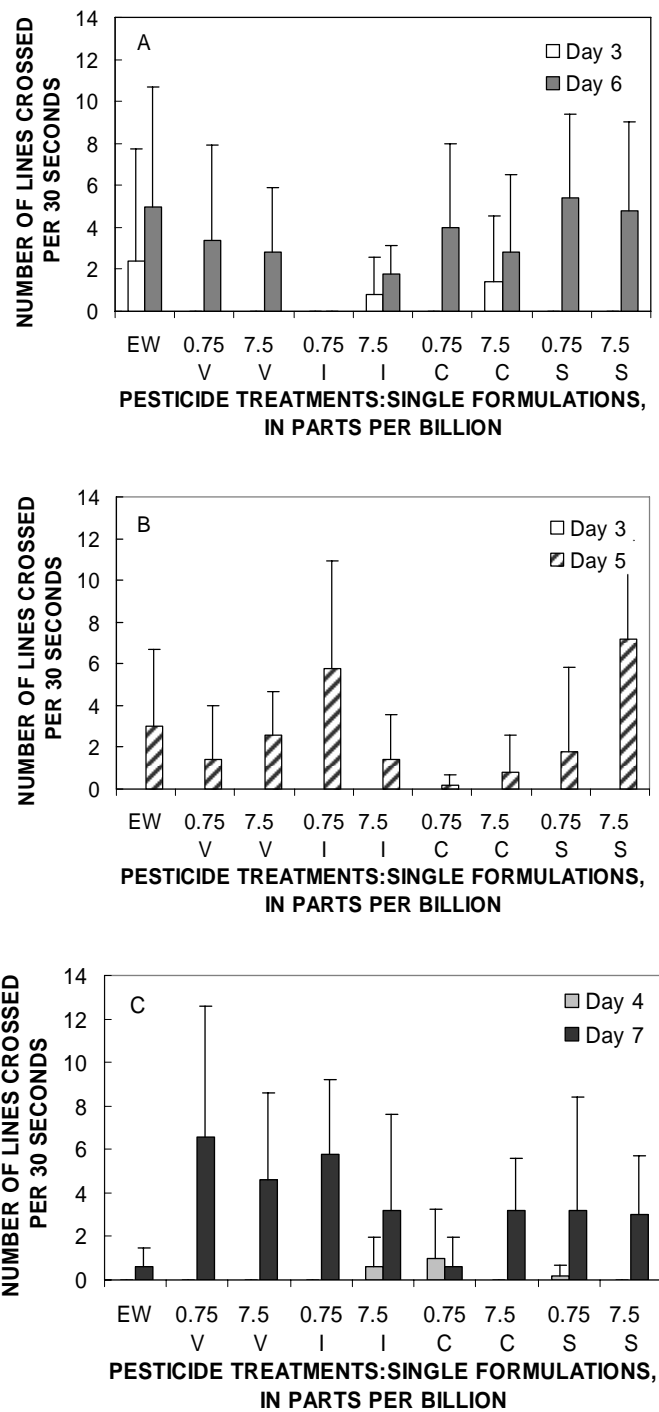 NUMBER OF LINES CROSSED
PER 30 SECONDS
14
12
10
8
6
4
2
0
A
Day 3
Day 6
EW 0.75 7.5 0.75 7.5 0.75 7.5 0.75 7.5
V V I I C C S S
PESTICIDE TREATMENTS:SINGLE FORMULATIONS,
IN PARTS PER BILLION
NUMBER OF LINES CROSSED
PER 30 SECONDS
14
12
10
8
6
4
2
0
B
Day 3
Day 5
EW 0.75 7.5 0.75 7.5 0.75 7.5 0.75 7.5
V V I I C C S S
PESTICIDE TREATMENTS:SINGLE FORMULATIONS,
IN PARTS PER BILLION
NUMBER OF LINES CROSSED
PER 30 SECONDS
14
12
10
8
6
4
2
0
C
Day 4
Day 7
EW 0.75 7.5 0.75 7.5 0.75 7.5 0.75 7.5
V V I I C C S S
PESTICIDE TREATMENTS:SINGLE FORMULATIONS,
IN PARTS PER BILLION